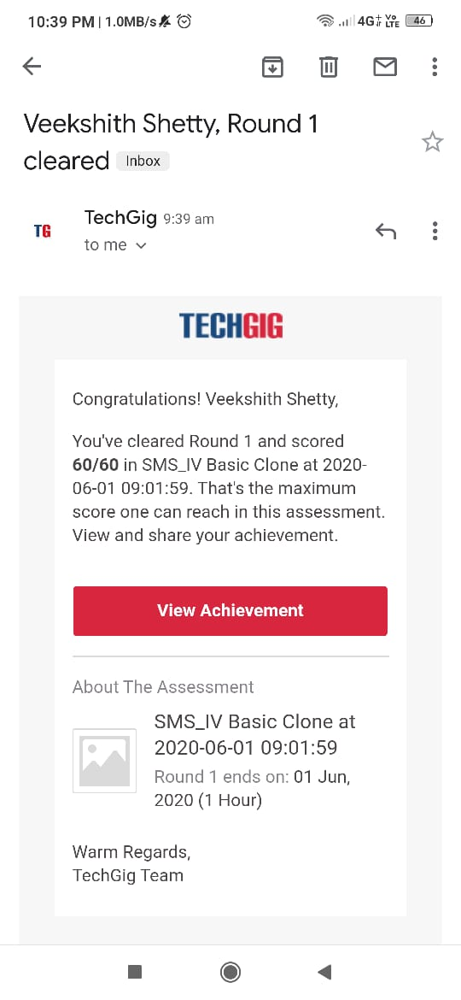 10:39 PM | 1.0MB/s 4G Vo LTE 46
Veekshith Shetty, Round 1
cleared Inbox
TG TechGig 9:39 am
to me
TECHGIG
Congratulations! Veekshith Shetty,
You've cleared Round 1 and scored
60/60 in SMS_IV Basic Clone at 2020-
06-01 09:01:59. That's the maximum
score one can reach in this assessment.
View and share your achievement.
View Achievement
About The Assessment
SMS_IV Basic Clone at
2020-06-01 09:01:59
Round 1 ends on: 01 Jun,
2020 (1 Hour)
Warm Regards,
TechGig Team